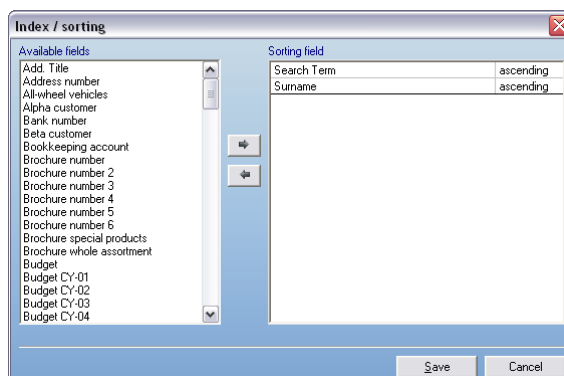 Index / sorting
Available fields
Sorting field
Add. Title
Address number
All-wheel vehicles
Alpha customer
Bank number
Beta customer
Bookkeeping account
Brochure number
Brochure number 2
Brochure number 3
Brochure number 4
Brochure number 5
Brochure number 6
Brochure special products
Brochure whole assortment
Budget
Budget CY-01
Budget CY-02
Budget CY-03
Budget CY-04
Search Term ascending
Surname ascending
Save Cancel